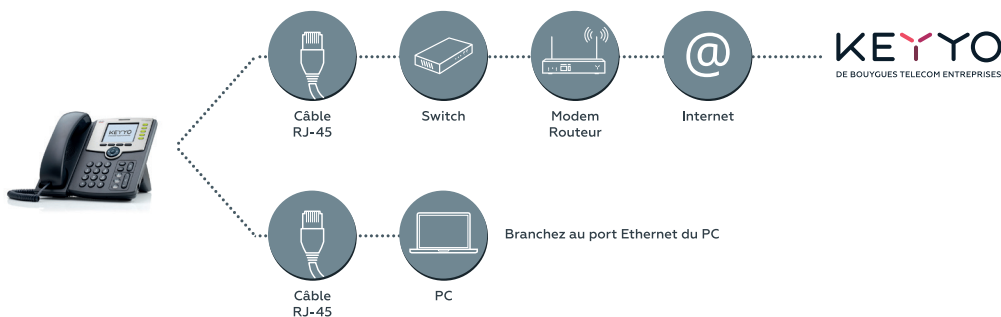 KEYYO
DE BOUYGUES TELECOM ENTREPRISES
@
Câble
RJ-45
Switch
Modem
Routeur
Internet
KEYYO
Branchez au port Ethernet du PC
Câble
RJ-45
PC